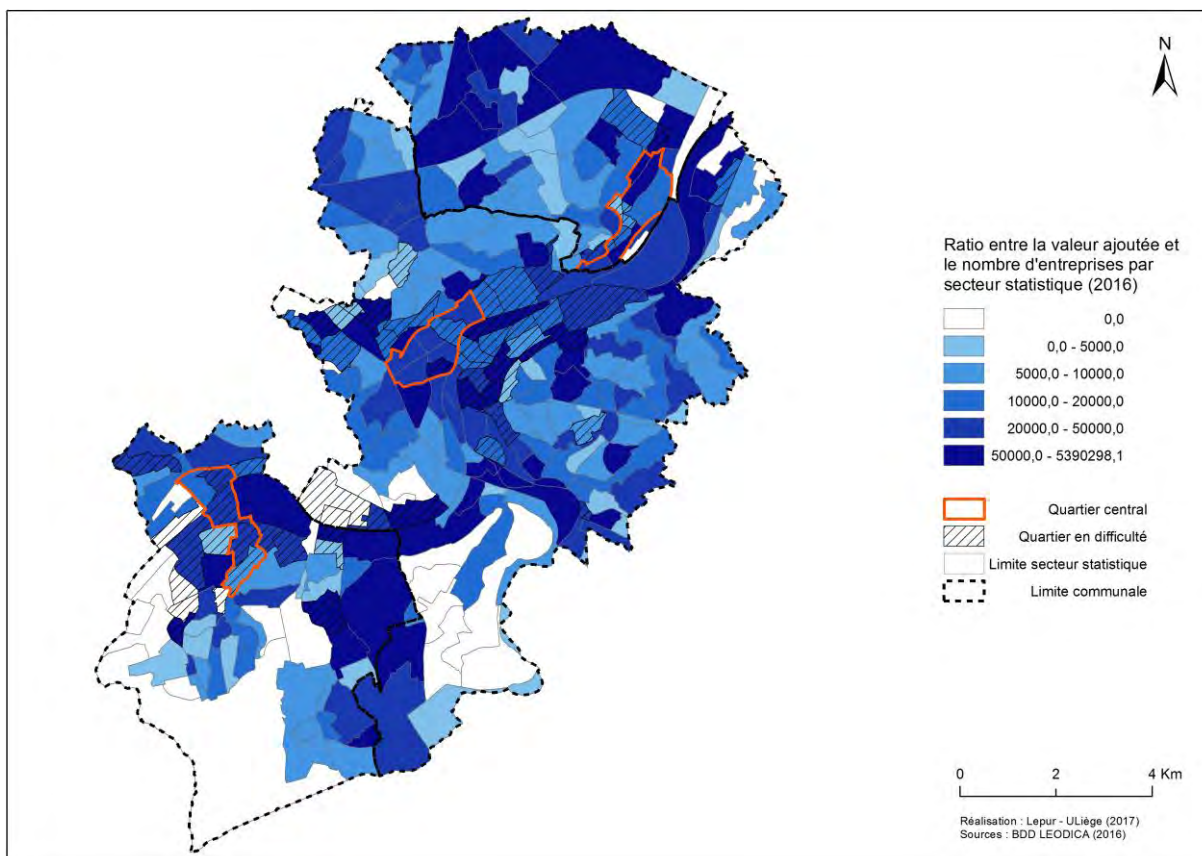 N
Ratio entre la valeur ajoutée et
le nombre d'entreprises par
secteur statistique (2016)
0,0
0,0 - 5000,0
5000,0 - 10000,0
10000,0 - 20000,0
20000,0 - 50000,0
50000,0 - 5390298,1
Quartier central
Quartier en difficulté
Limite secteur statistique
Limite communale
0 2 4 Km
Réalisation : Lepur - ULiège (2017)
Sources : BDD LEODICA (2016)